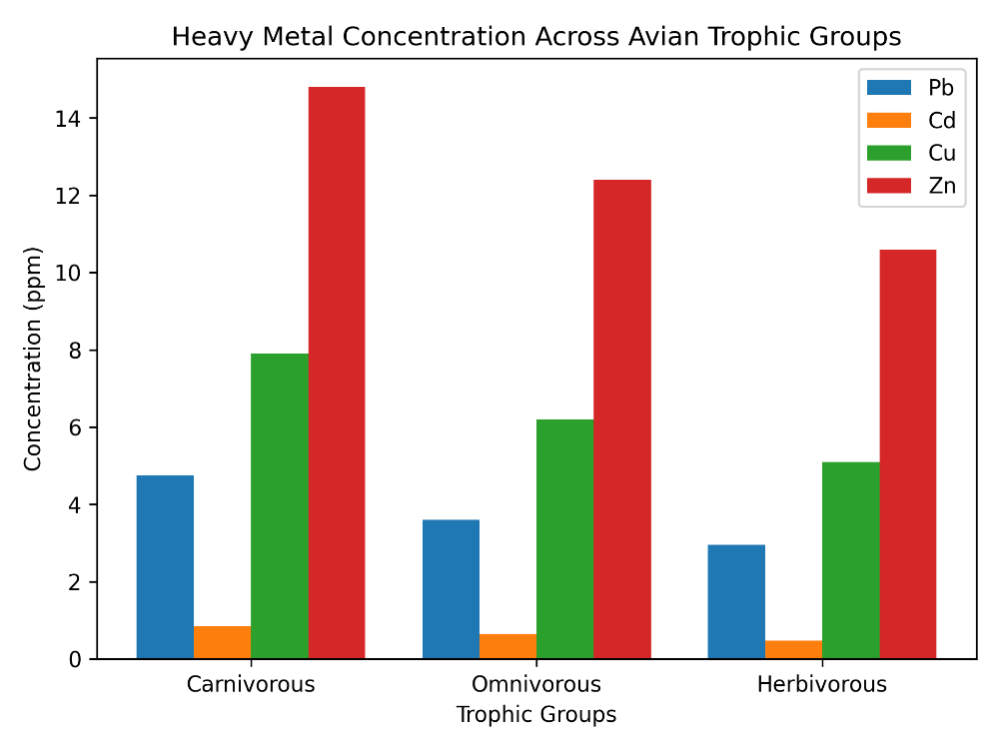 Heavy Metal Concentration Across Avian Trophic Groups
Pb
Cd
Cu
Zn
Concentration (ppm)
14
12
10
8
6
4
2
0
Carnivorous Omnivorous Herbivorous
Trophic Groups